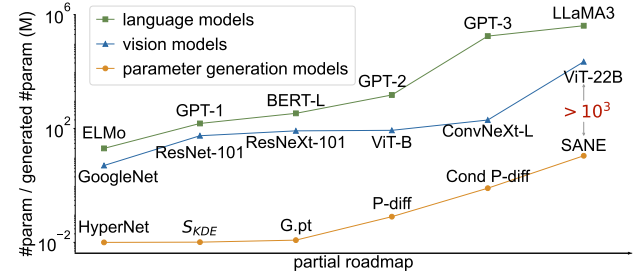 10^6
language models
vision models
parameter generation models
#param / generated #param (M)
10^2
10^−2
ELMo
GPT-1
BERT-L
GPT-2
GPT-3
LLaMA3
GoogleNet
ResNet-101
ResNeXt-101
ViT-B
ConvNeXt-L
ViT-22B
> 10^3
HyperNet
S_KDE
G.pt
P-diff
Cond P-diff
SANE
partial roadmap